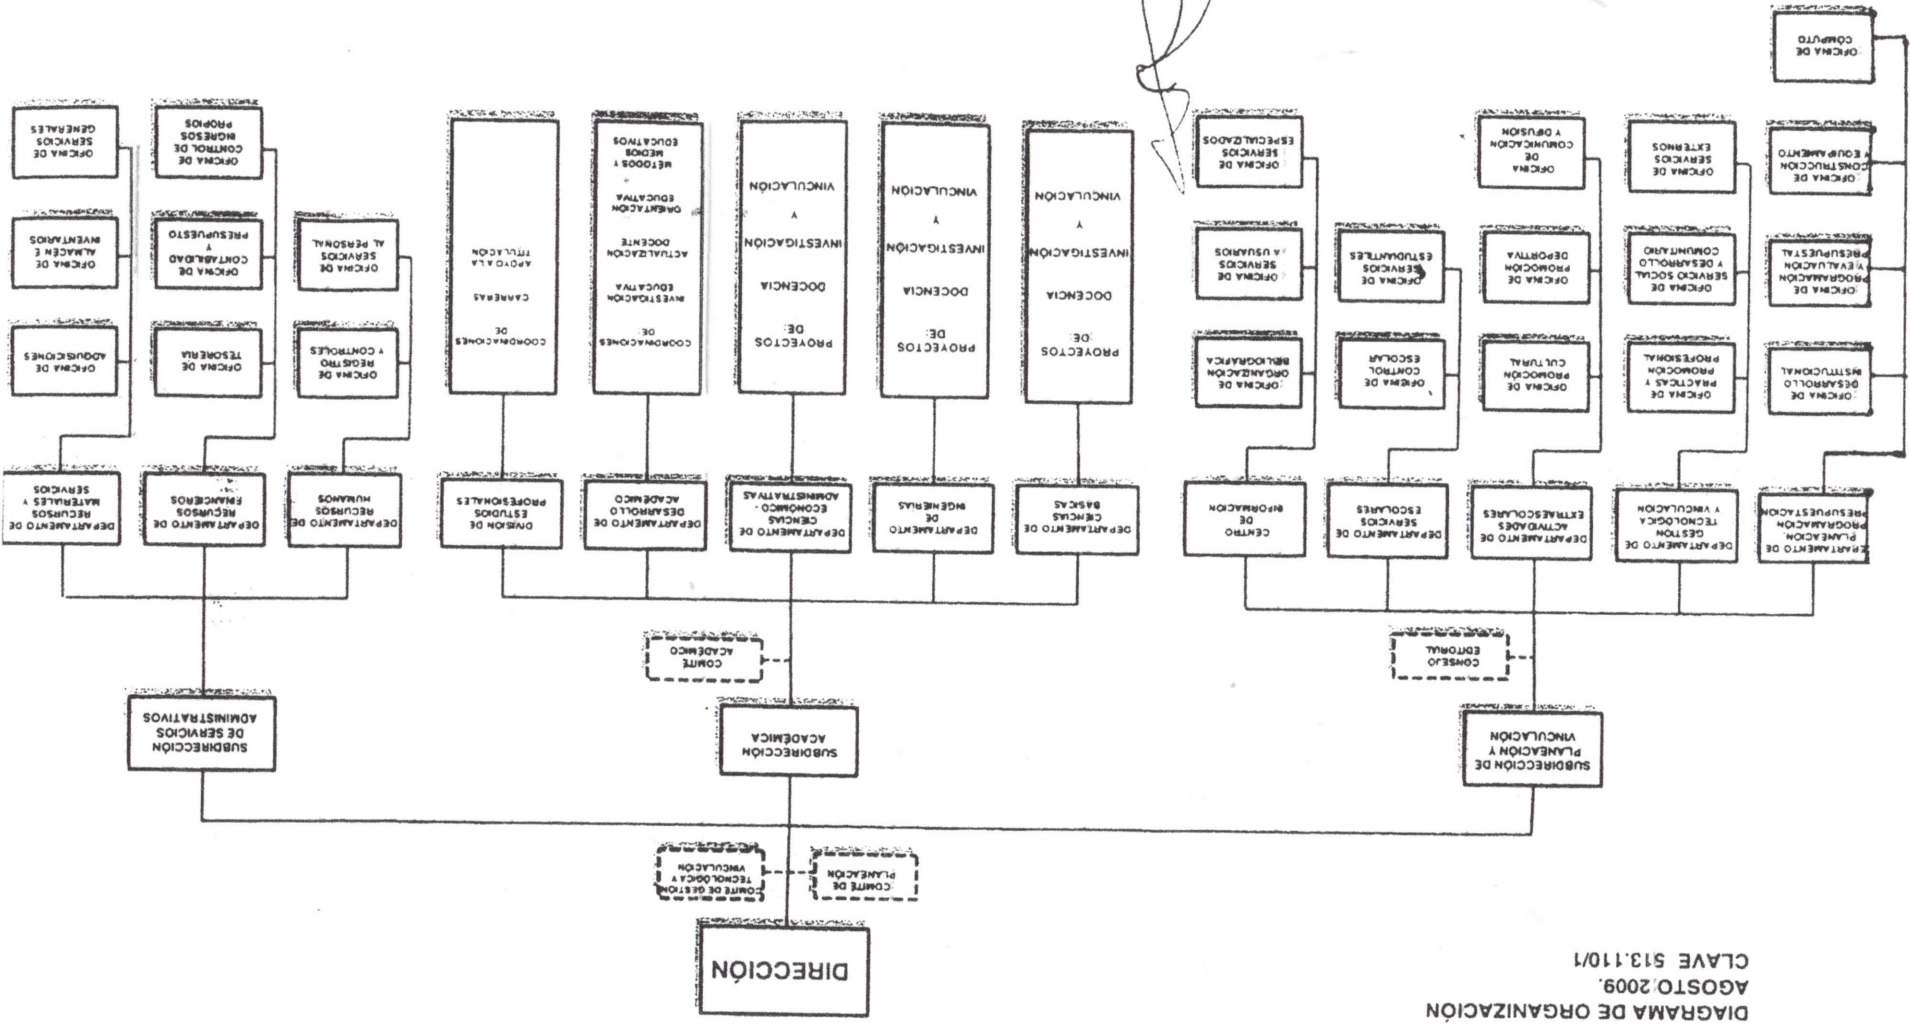 DIAGRAMA DE ORGANIZACIÓN
AGOSTO 2009.
CLAVE 513.110/1
DIRECCIÓN
COMITÉ DE
PLANEACIÓN
COMITÉ DE GESTIÓN
TECNOLÓGICA Y
VINCULACIÓN
SUBDIRECCIÓN DE
PLANEACIÓN Y
VINCULACIÓN
SUBDIRECCIÓN
ACADÉMICA
SUBDIRECCIÓN
DE SERVICIOS
ADMINISTRATIVOS
CONSEJO
EDITORIAL
COMITÉ
ACADÉMICO
EPARTAMENTO DE
PLANEACIÓN,
PROGRAMACIÓN
PRESUPUESTACIÓN
DEPARTAMENTO DE
GESTIÓN
TECNOLÓGICA
Y VINCULACIÓN
DEPARTAMENTO DE
ACTIVIDADES
EXTRAESCOLARES
DEPARTAMENTO DE
SERVICIOS
ESCOLARES
CENTRO
DE
INFORMACIÓN
DEPARTAMENTO DE
CIENCIAS
BÁSICAS
DEPARTAMENTO
DE
INGENIERÍAS
DEPARTAMENTO DE
CIENCIAS
ECONÓMICO -
ADMINISTRATIVAS
DEPARTAMENTO DE
DESARROLLO
ACADÉMICO
DIVISIÓN DE
ESTUDIOS
PROFESIONALES
DEPARTAMENTO DE
RECURSOS
HUMANOS
DEPARTAMENTO DE
RECURSOS
FINANCIEROS
DEPARTAMENTO DE
RECURSOS
MATERIALES Y
SERVICIOS
OFICINA DE
DESARROLLO
INSTITUCIONAL
OFICINA DE
PROGRAMACIÓN
Y EVALUACIÓN
PRESUPUESTAL
OFICINA DE
CONSTRUCCIÓN
Y EQUIPAMIENTO
OFICINA DE
CÓMPUTO
OFICINA DE
PRÁCTICAS Y
PROMOCIÓN
PROFESIONAL
OFICINA DE
SERVICIO SOCIAL
Y DESARROLLO
COMUNITARIO
OFICINA DE
SERVICIOS
EXTERNOS
OFICINA DE
PROMOCIÓN
CULTURAL
OFICINA DE
PROMOCIÓN
DEPORTIVA
OFICINA
DE
COMUNICACIÓN
Y DIFUSIÓN
OFICINA DE
CONTROL
ESCOLAR
OFICINA DE
SERVICIOS
ESTUDIANTILES
OFICINA DE
ORGANIZACIÓN
BIBLIOGRÁFICA
OFICINA DE
SERVICIOS
A USUARIOS
OFICINA DE
SERVICIOS
ESPECIALIZADOS
PROYECTOS
DE:
DOCENCIA
INVESTIGACIÓN
Y
VINCULACIÓN
PROYECTOS
DE:
DOCENCIA
INVESTIGACIÓN
Y
VINCULACIÓN
PROYECTOS
DE:
DOCENCIA
INVESTIGACIÓN
Y
VINCULACIÓN
COORDINACIONES
DE:
INVESTIGACIÓN
EDUCATIVA
ACTUALIZACIÓN
DOCENTE
ORIENTACIÓN
EDUCATIVA
MÉTODOS Y
MEDIOS
EDUCATIVOS
COORDINACIONES
DE
CARRERAS
APOYO A LA
TITULACIÓN
OFICINA DE
REGISTRO
Y CONTROLES
OFICINA DE
SERVICIOS
AL PERSONAL
OFICINA DE
TESORERÍA
OFICINA DE
CONTABILIDAD
Y
PRESUPUESTO
OFICINA DE
CONTROL DE
INGRESOS
PROPIOS
OFICINA DE
ADQUISICIONES
OFICINA DE
ALMACÉN E
INVENTARIOS
OFICINA DE
SERVICIOS
GENERALES